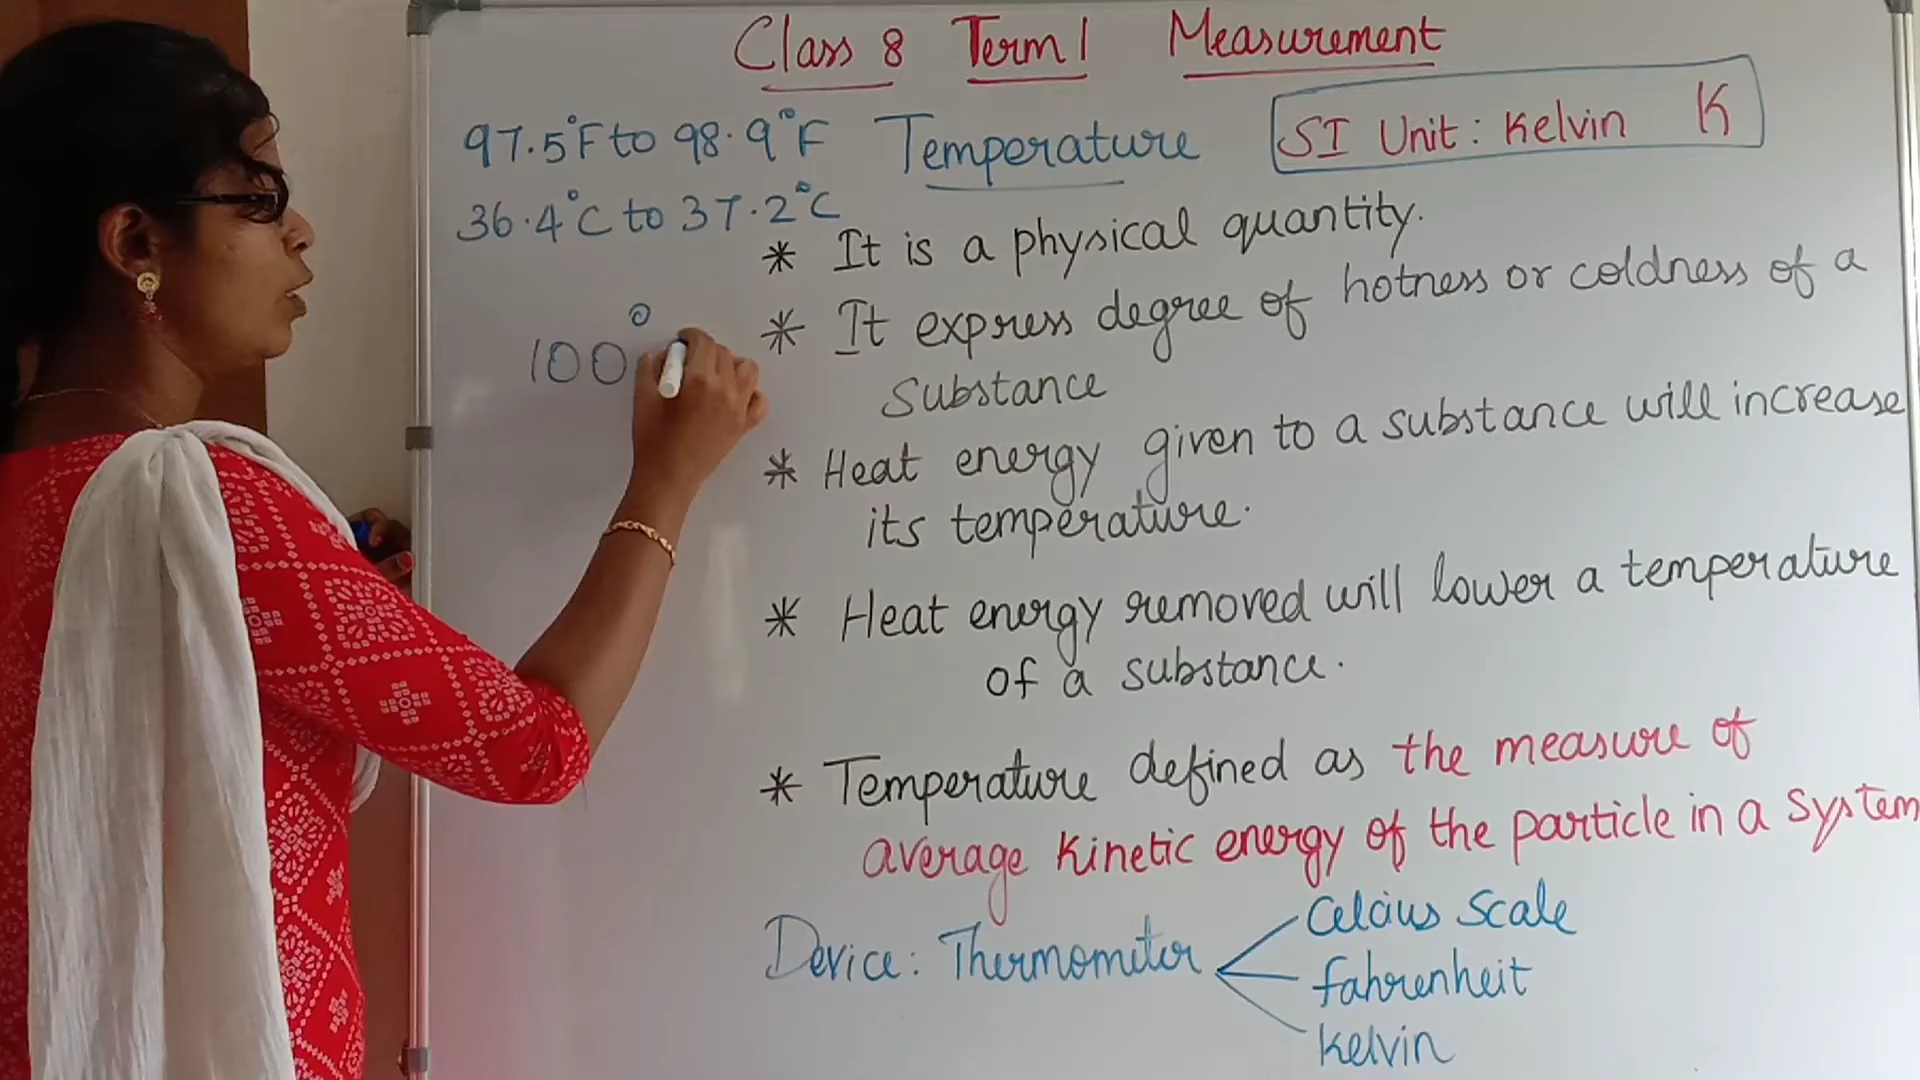 Class 8 Term 1 Measurement
97.5°F to 98.9°F Temperature SI Unit: Kelvin K
36.4°C to 37.2°C
* It is a physical quantity.
* It express degree of hotness or coldness of a
substance
100°
* Heat energy given to a substance will increase
its temperature.
* Heat energy removed will lower a temperature
of a substance.
* Temperature defined as the measure of
average kinetic energy of the particle in a system
Device: Thermometer
Celcius scale
fahrenheit
kelvin